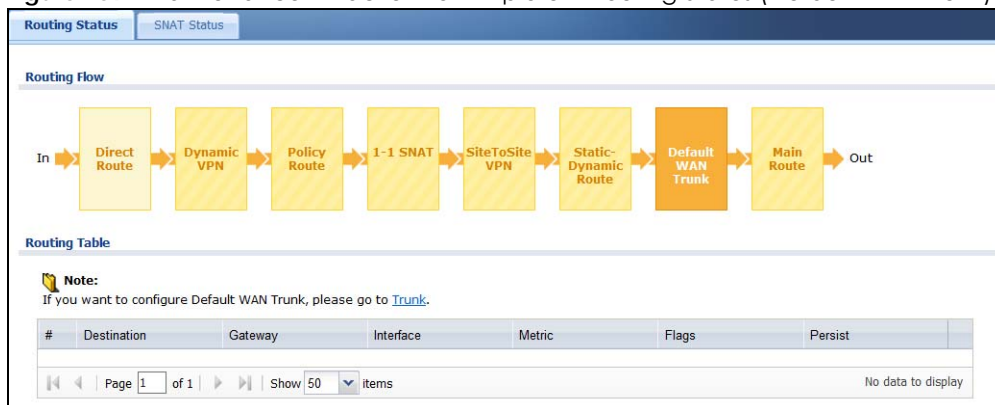 Routing Status SNAT Status
Routing Flow
In Direct Route Dynamic VPN Policy Route 1-1 SNAT SiteToSite VPN Static-Dynamic Route Default WAN Trunk Main Route Out
Routing Table
Note:
If you want to configure Default WAN Trunk, please go to Trunk.
# Destination Gateway Interface Metric Flags Persist
Page 1 of 1 Show 50 items No data to display